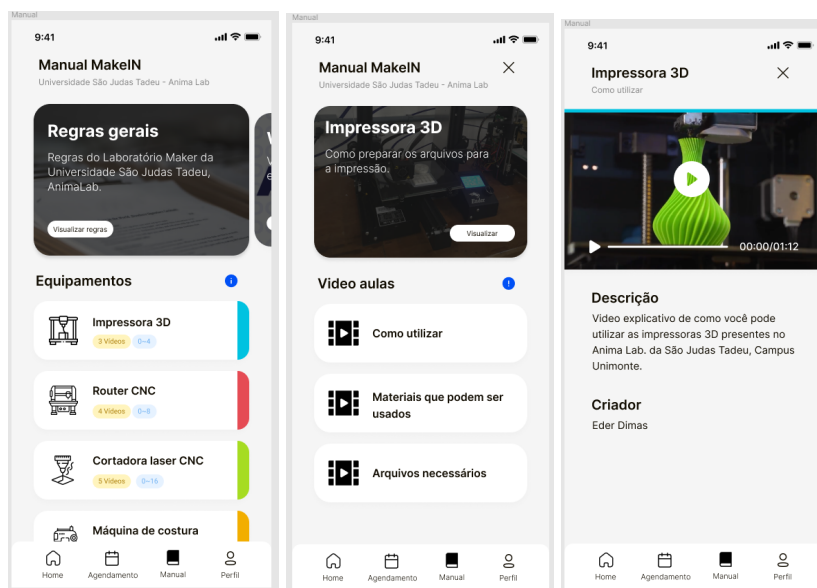 Manual
9:41
Manual MakeIN
Universidade São Judas Tadeu - Anima Lab
Regras gerais
Regras do Laboratório Maker da
Universidade São Judas Tadeu,
AnimaLab.
Visualizar regras
Equipamentos
Impressora 3D
3 Vídeos
0-4
Router CNC
4 Vídeos
0-8
Cortadora laser CNC
5 Vídeos
0-16
Máquina de costura
Home
Agendamento
Manual
Perfil
Manual
9:41
Manual MakeIN
Universidade São Judas Tadeu - Anima Lab
Impressora 3D
Como preparar os arquivos para
a impressão.
Visualizar
Video aulas
Como utilizar
Materiais que podem ser
usados
Arquivos necessários
Home
Agendamento
Manual
Perfil
Manual
9:41
Impressora 3D
Como utilizar
00:00/01:12
Descrição
Video explicativo de como você pode
utilizar as impressoras 3D presentes no
Anima Lab. da São Judas Tadeu, Campus
Unimonte.
Criador
Eder Dimas
Home
Agendamento
Manual
Perfil